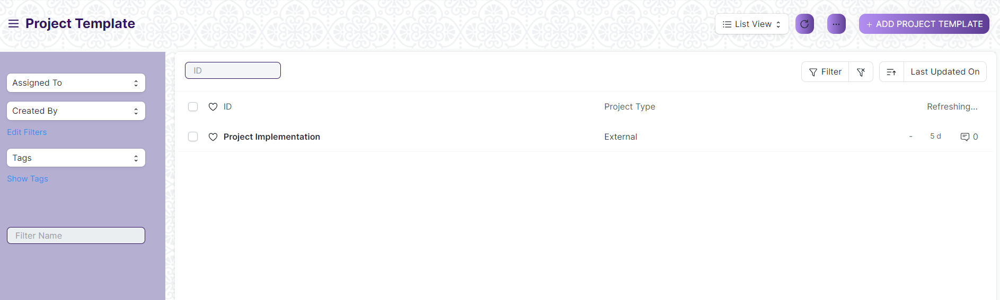 Project Template
List View
+ ADD PROJECT TEMPLATE
Assigned To
Created By
Edit Filters
Tags
Show Tags
Filter Name
ID
Filter
Last Updated On
ID Project Type Refreshing...
Project Implementation External - 5 d 0